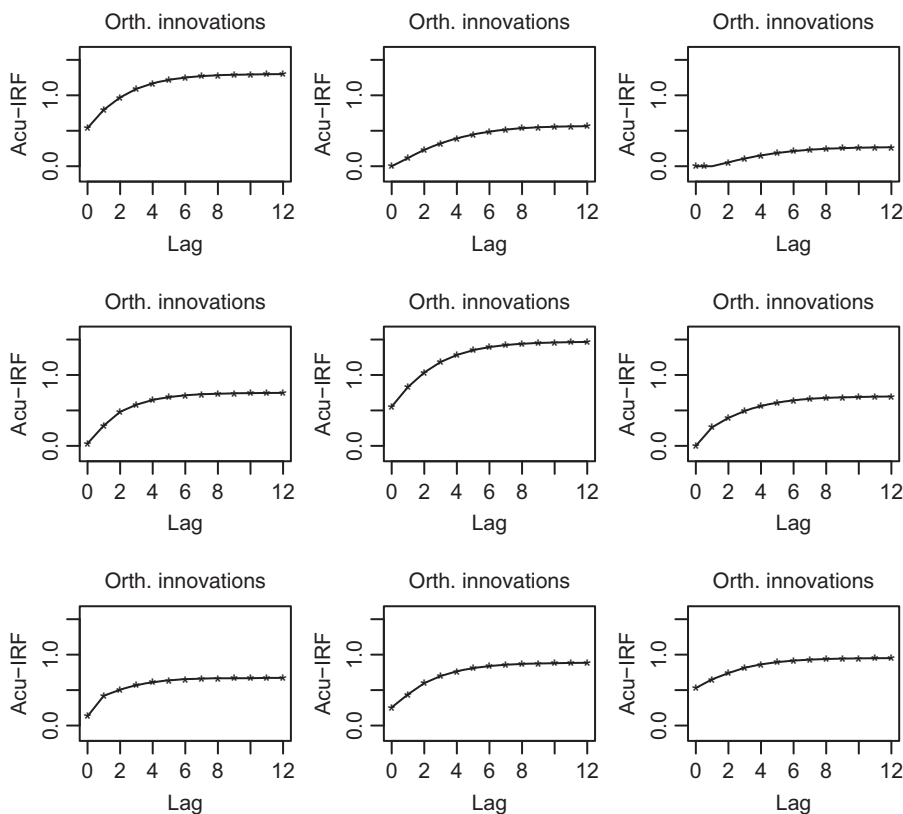 Orth. innovations Orth. innovations Orth. innovations
Acu−IRF Acu−IRF Acu−IRF
1.0 1.0 1.0
0.0 0.0 0.0
0 2 4 6 8 12 0 2 4 6 8 12 0 2 4 6 8 12
Lag Lag Lag
Orth. innovations Orth. innovations Orth. innovations
Acu−IRF Acu−IRF Acu−IRF
1.0 1.0 1.0
0.0 0.0 0.0
0 2 4 6 8 12 0 2 4 6 8 12 0 2 4 6 8 12
Lag Lag Lag
Orth. innovations Orth. innovations Orth. innovations
Acu−IRF Acu−IRF Acu−IRF
1.0 1.0 1.0
0.0 0.0 0.0
0 2 4 6 8 12 0 2 4 6 8 12 0 2 4 6 8 12
Lag Lag Lag